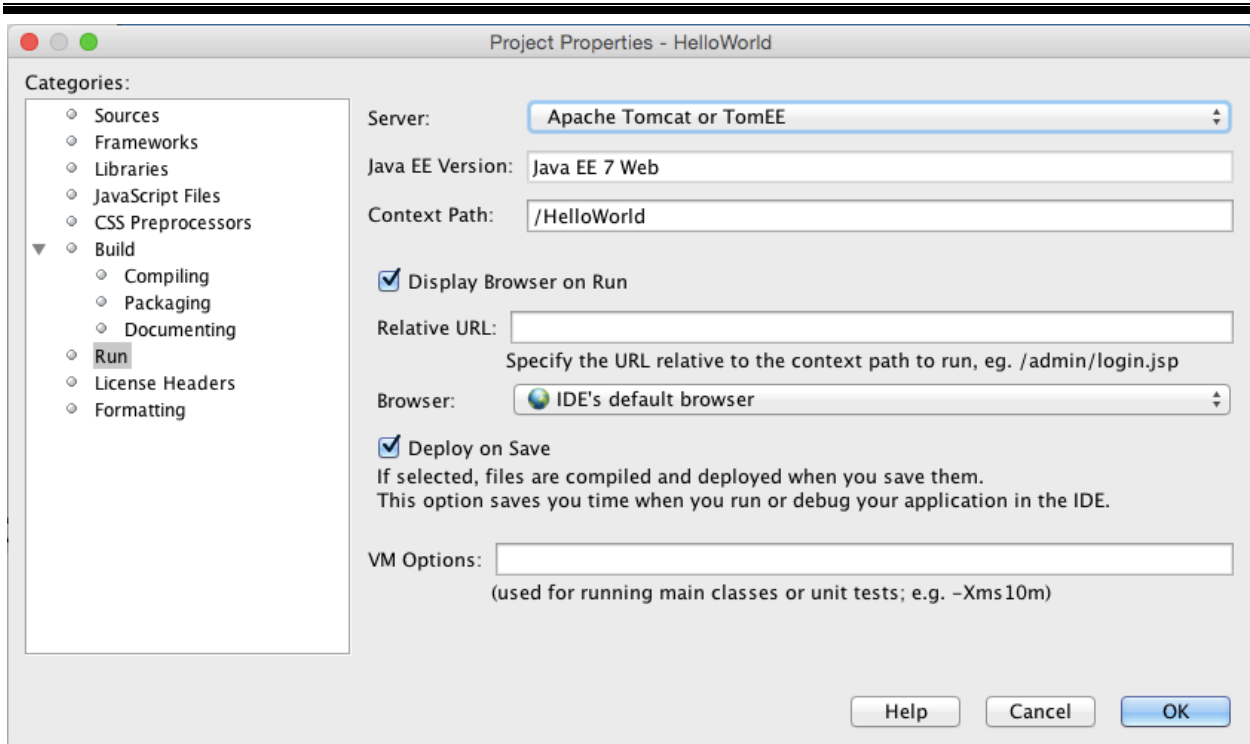 Project Properties - HelloWorld
Categories:
Sources
Frameworks
Libraries
JavaScript Files
CSS Preprocessors
Build
Compiling
Packaging
Documenting
Run
License Headers
Formatting
Server: Apache Tomcat or TomEE
Java EE Version: Java EE 7 Web
Context Path: /HelloWorld
Display Browser on Run
Relative URL:
Specify the URL relative to the context path to run, eg. /admin/login.jsp
Browser: IDE's default browser
Deploy on Save
If selected, files are compiled and deployed when you save them.
This option saves you time when you run or debug your application in the IDE.
VM Options:
(used for running main classes or unit tests; e.g. -Xms10m)
Help Cancel OK